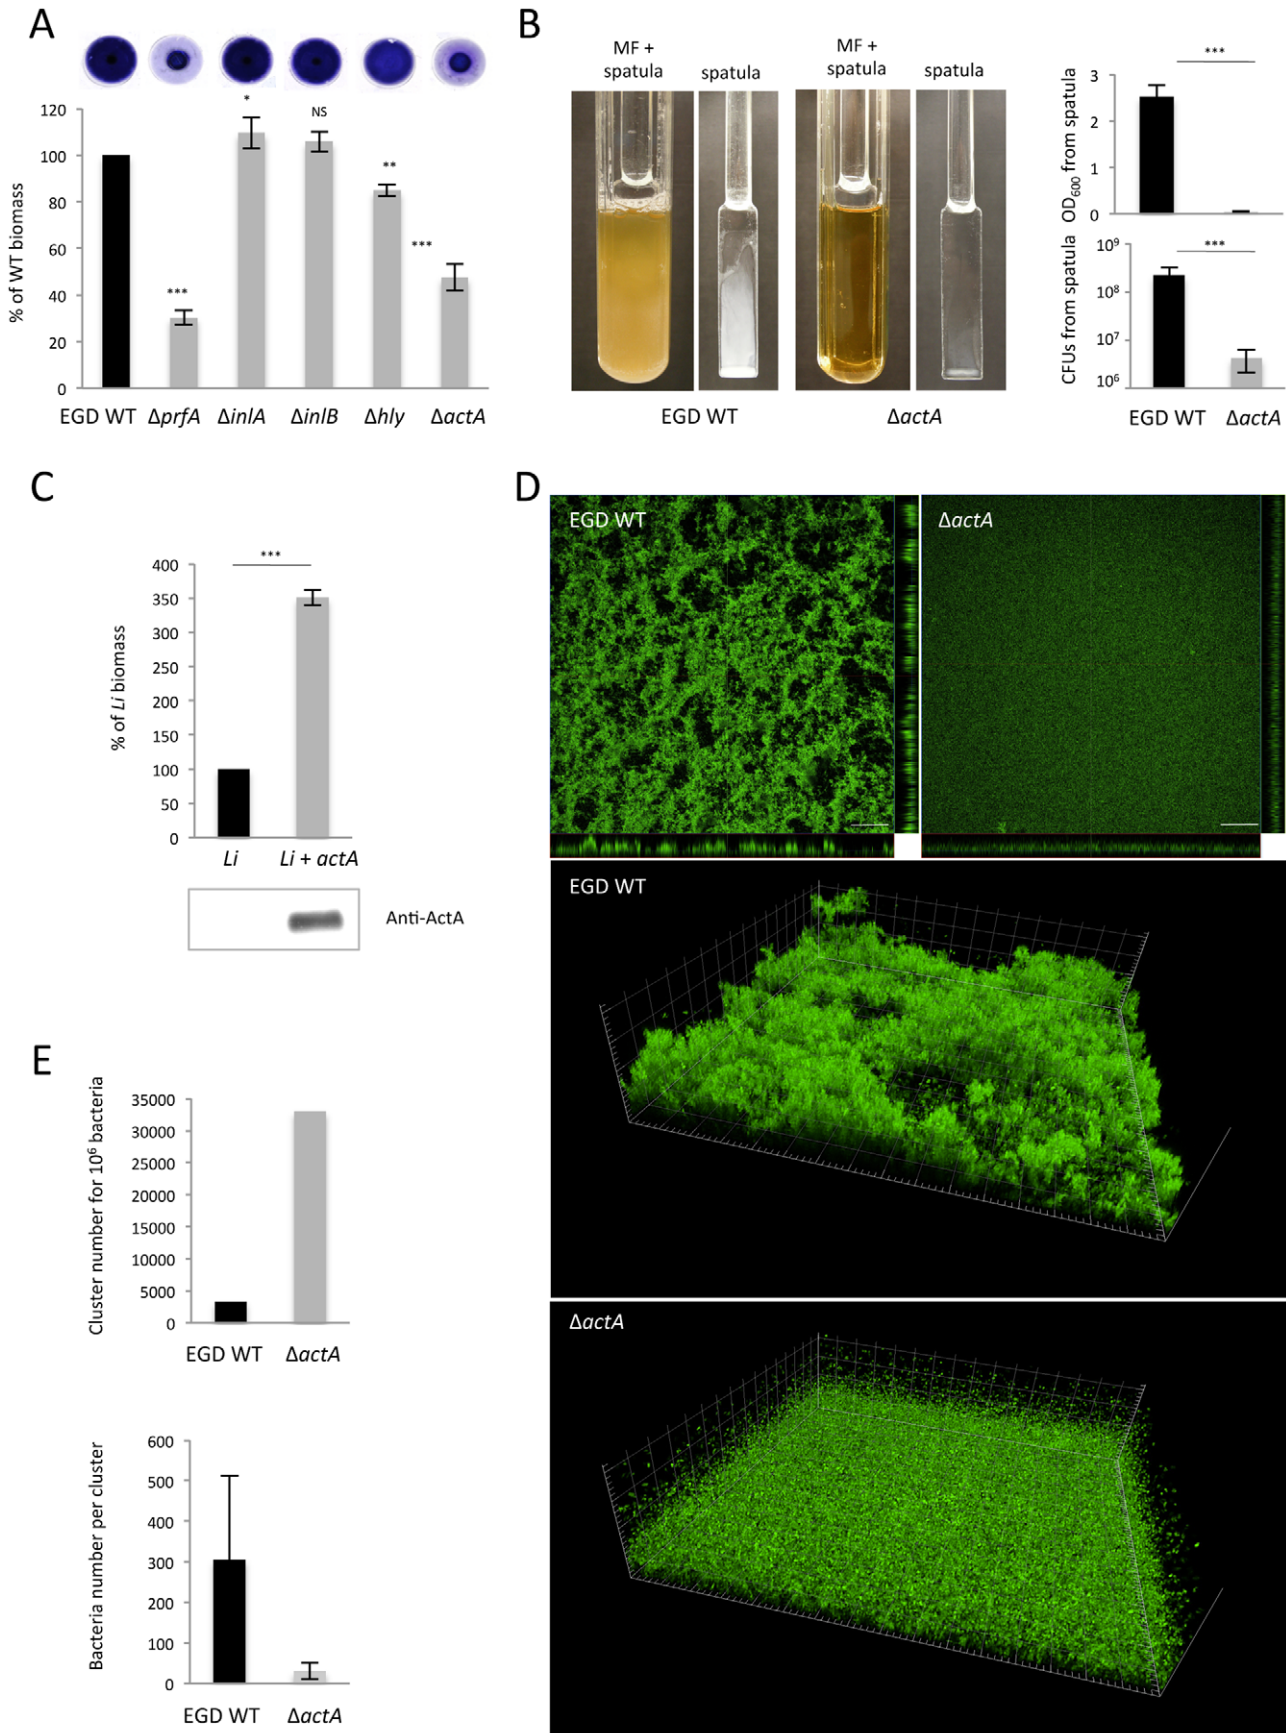 A
120
100
80
60
40
20
0
% of WT biomass
***
*
NS
**
***
EGD WT ΔprfA ΔinlA ΔinlB Δhly ΔactA
B
MF +
spatula
spatula
MF +
spatula
spatula
EGD WT
ΔactA
***
3
2
1
0
OD600 from spatula
***
10⁹
10⁸
10⁷
10⁶
CFUs from spatula
EGD WT ΔactA
C
***
400
350
300
250
200
150
100
50
0
% of Li biomass
Li Li + actA
Anti-ActA
D
EGD WT
ΔactA
EGD WT
ΔactA
E
35000
30000
25000
20000
15000
10000
5000
0
Cluster number for 10⁶ bacteria
EGD WT ΔactA
600
500
400
300
200
100
0
Bacteria number per cluster
EGD WT ΔactA